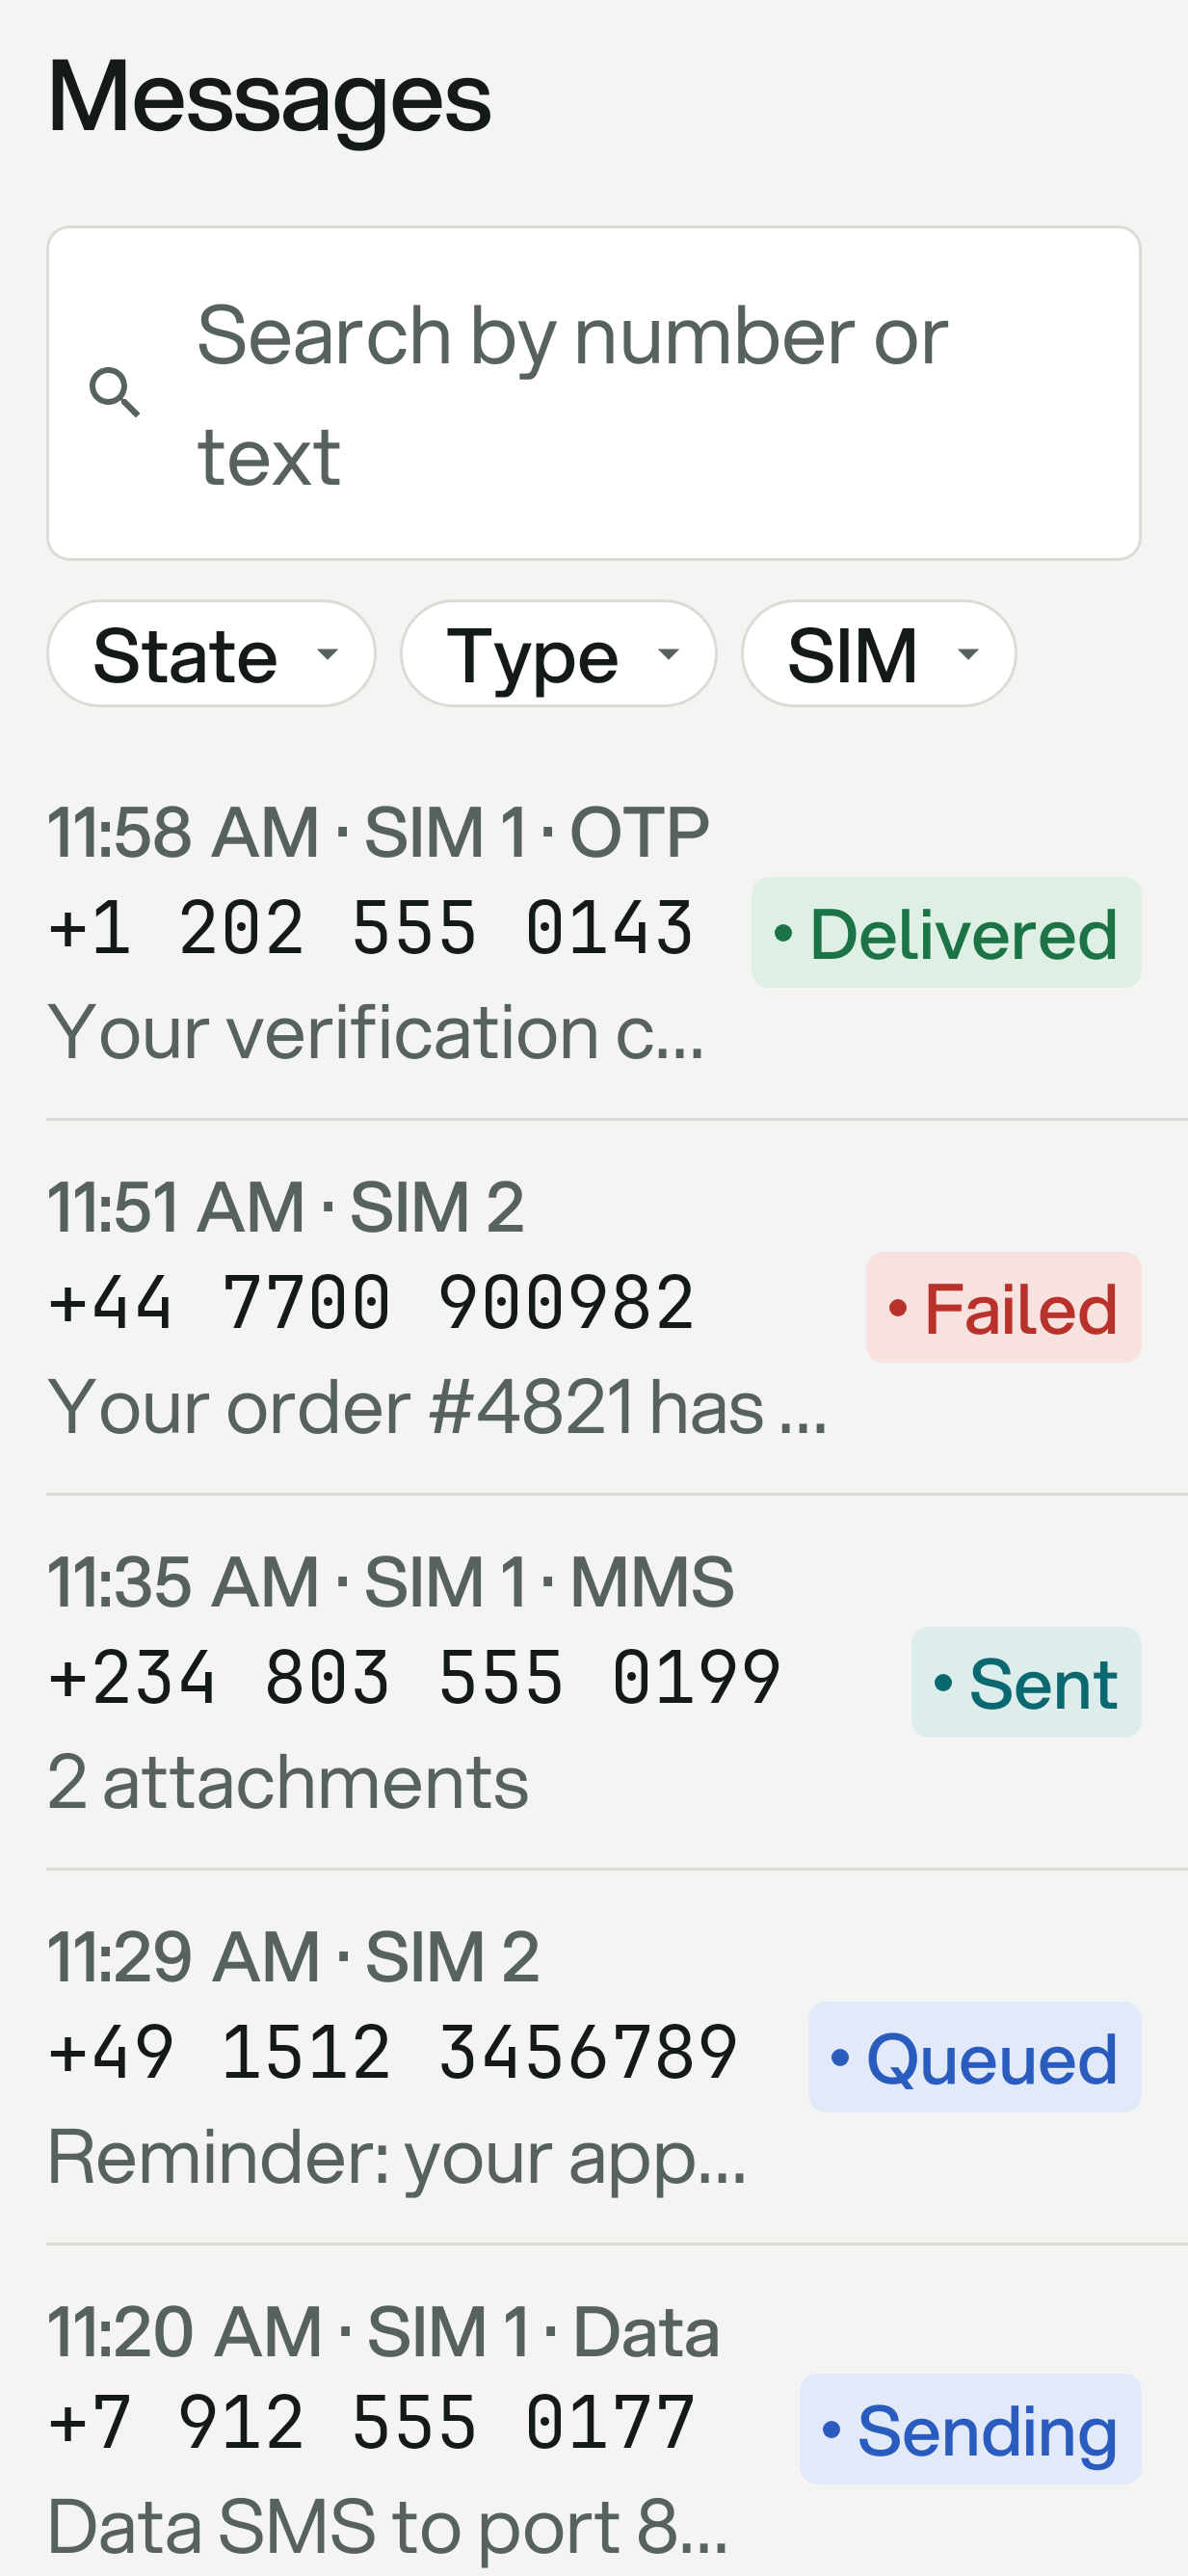 Messages
Search by number or
text
State
Type
SIM
11:58 AM · SIM 1 · OTP
+1 202 555 0143
• Delivered
Your verification c...
11:51 AM · SIM 2
+44 7700 900982
• Failed
Your order #4821 has ...
11:35 AM · SIM 1 · MMS
+234 803 555 0199
• Sent
2 attachments
11:29 AM · SIM 2
+49 1512 3456789
• Queued
Reminder: your app...
11:20 AM · SIM 1 · Data
+7 912 555 0177
• Sending
Data SMS to port 8...